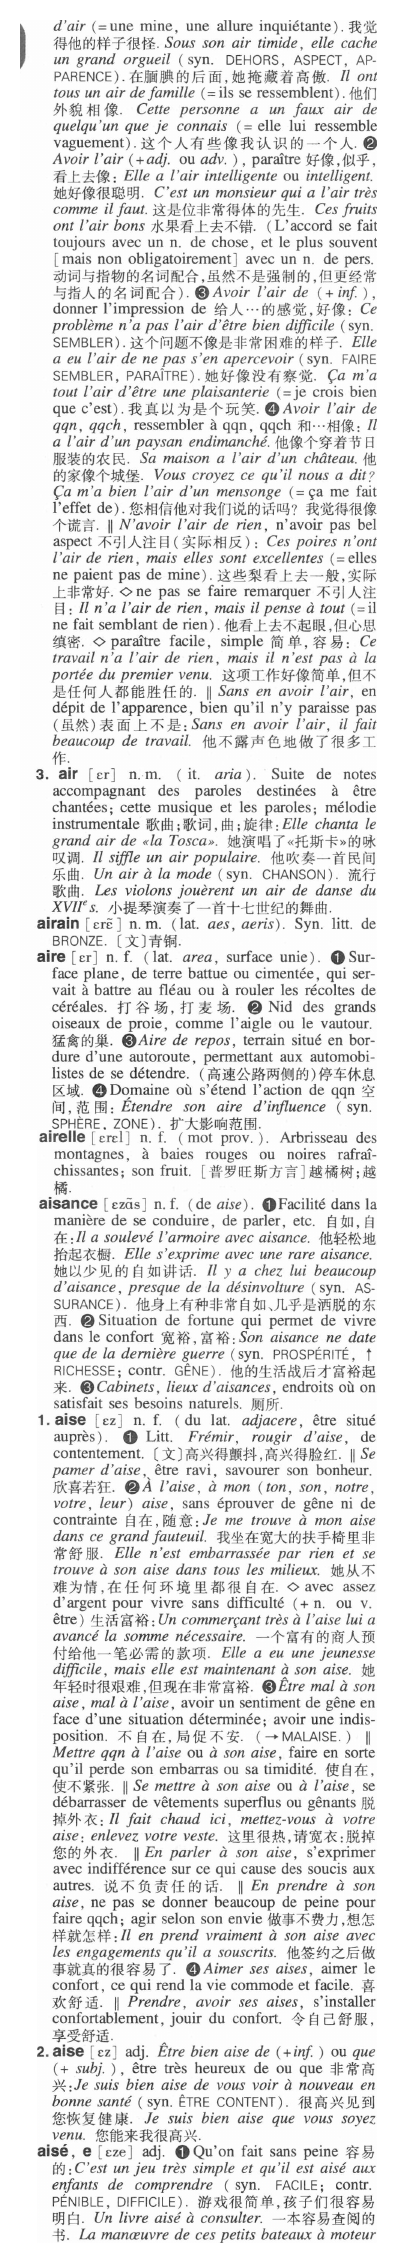 d'air (=une mine, une allure inquiétante). 我觉
得他的样子很怪. Sous son air timide, elle cache
un grand orgueil (syn. DEHORS, ASPECT, AP-
PARENCE). 在腼腆的后面,她掩藏着高傲. Il ont
tous un air de famille (=ils se ressemblent). 他们
外貌相像. Cette personne a un faux air de
quelqu'un que je connais (= elle lui ressemble
vaguement). 这个人有些像我认识的一个人. ❷
Avoir l'air (+adj. ou adv.), paraître 好像,似乎,
看上去像: Elle a l'air intelligente ou intelligent.
她好像很聪明. C'est un monsieur qui a l'air très
comme il faut. 这是位非常得体的先生. Ces fruits
ont l'air bons 水果看上去不错. (L'accord se fait
toujours avec un n. de chose, et le plus souvent
[mais non obligatoirement] avec un n. de pers.
动词与指物的名词配合,虽然不是强制的,但更经常
与指人的名词配合). ❸ Avoir l'air de (+ inf.),
donner l'impression de 给人…的感觉,好像: Ce
problème n'a pas l'air d'être bien difficile (syn.
SEMBLER). 这个问题不像是非常困难的样子. Elle
a eu l'air de ne pas s'en apercevoir (syn. FAIRE
SEMBLER, PARAÎTRE). 她好像没有察觉. Ça m'a
tout l'air d'être une plaisanterie (=je crois bien
que c'est). 我真以为是个玩笑. ❹ Avoir l'air de
qqn, qqch, ressembler à qqn, qqch 和…相像: Il
a l'air d'un paysan endimanché. 他像个穿着节日
服装的农民. Sa maison a l'air d'un château. 他
的家像个城堡. Vous croyez ce qu'il nous a dit?
Ça m'a bien l'air d'un mensonge (= ça me fait
l'effet de). 您相信他对我们说的话吗? 我觉得很像
个谎言. ‖ N'avoir l'air de rien, n'avoir pas bel
aspect 不引人注目(实际相反): Ces poires n'ont
l'air de rien, mais elles sont excellentes (=elles
ne paient pas de mine). 这些梨看上去一般,实际
上非常好. ◇ne pas se faire remarquer 不引人注
目: Il n'a l'air de rien, mais il pense à tout (=il
ne fait semblant de rien). 他看上去不起眼,但心思
缜密. ◇ paraître facile, simple 简单,容易: Ce
travail n'a l'air de rien, mais il n'est pas à la
portée du premier venu. 这项工作好像简单,但不
是任何人都能胜任的. ‖ Sans en avoir l'air, en
dépit de l'apparence, bien qu'il n'y paraisse pas
(虽然)表面上不是: Sans en avoir l'air, il fait
beaucoup de travail. 他不露声色地做了很多工
作.
3. air [ɛr] n. m. (it. aria). Suite de notes
accompagnant des paroles destinées à être
chantées; cette musique et les paroles; mélodie
instrumentale 歌曲;歌词,曲;旋律: Elle chanta le
grand air de «la Tosca». 她演唱了«托斯卡»的咏
叹调. Il siffle un air populaire. 他吹奏一首民间
乐曲. Un air à la mode (syn. CHANSON). 流行
歌曲. Les violons jouèrent un air de danse du
XVIIᵉ s. 小提琴演奏了一首十七世纪的舞曲.
airain [ɛrɛ̃] n. m. (lat. aes, aeris). Syn. litt. de
BRONZE. [文]青铜.
aire [ɛr] n. f. (lat. area, surface unie). ❶ Sur-
face plane, de terre battue ou cimentée, qui ser-
vait à battre au fléau ou à rouler les récoltes de
céréales. 打谷场,打麦场. ❷ Nid des grands
oiseaux de proie, comme l'aigle ou le vautour.
猛禽的巢. ❸ Aire de repos, terrain situé en bor-
dure d'une autoroute, permettant aux automobi-
listes de se détendre. (高速公路两侧的)停车休息
区域. ❹ Domaine où s'étend l'action de qqn 空
间,范围: Étendre son aire d'influence (syn.
SPHÈRE, ZONE). 扩大影响范围.
airelle [ɛrɛl] n. f. (mot prov.). Arbrisseau des
montagnes, à baies rouges ou noires rafraî-
chissantes; son fruit. [普罗旺斯方言]越橘树;越
橘.
aisance [ɛzɑ̃s] n. f. (de aise). ❶Facilité dans la
manière de se conduire, de parler, etc. 自如,自
在: Il a soulevé l'armoire avec aisance. 他轻松地
抬起衣橱. Elle s'exprime avec une rare aisance.
她以少见的自如讲话. Il y a chez lui beaucoup
d'aisance, presque de la désinvolture (syn. AS-
SURANCE). 他身上有种非常自如、几乎是洒脱的东
西. ❷ Situation de fortune qui permet de vivre
dans le confort 宽裕,富裕: Son aisance ne date
que de la dernière guerre (syn. PROSPÉRITÉ, ↑
RICHESSE; contr. GÊNE). 他的生活战后才富裕起
来. ❸ Cabinets, lieux d'aisances, endroits où on
satisfait ses besoins naturels. 厕所.
1. aise [ɛz] n. f. (du lat. adjacere, être situé
auprès). ❶ Litt. Frémir, rougir d'aise, de
contentement. [文]高兴得颤抖,高兴得脸红. ‖ Se
pamer d'aise, être ravi, savourer son bonheur.
欣喜若狂. ❷ À l'aise, à mon (ton, son, notre,
votre, leur) aise, sans éprouver de gêne ni de
contrainte 自在,随意: Je me trouve à mon aise
dans ce grand fauteuil. 我坐在宽大的扶手椅里非
常舒服. Elle n'est embarrassée par rien et se
trouve à son aise dans tous les milieux. 她从不
难为情,在任何环境里都很自在. ◇ avec assez
d'argent pour vivre sans difficulté (+ n. ou v.
être) 生活富裕: Un commerçant très à l'aise lui a
avancé la somme nécessaire. 一个富有的商人预
付给他一笔必需的款项. Elle a eu une jeunesse
difficile, mais elle est maintenant à son aise. 她
年轻时很艰难,但现在非常富裕. ❸ Être mal à son
aise, mal à l'aise, avoir un sentiment de gêne en
face d'une situation déterminée; avoir une indis-
position. 不自在,局促不安. (→MALAISE.) ‖
Mettre qqn à l'aise ou à son aise, faire en sorte
qu'il perde son embarras ou sa timidité. 使自在,
使不紧张. ‖ Se mettre à son aise ou à l'aise, se
débarrasser de vêtements superflus ou gênants 脱
掉外衣: Il fait chaud ici, mettez-vous à votre
aise: enlevez votre veste. 这里很热,请宽衣:脱掉
您的外衣. ‖ En parler à son aise, s'exprimer
avec indifférence sur ce qui cause des soucis aux
autres. 说不负责任的话. ‖ En prendre à son
aise, ne pas se donner beaucoup de peine pour
faire qqch; agir selon son envie 做事不费力,想怎
样就怎样: Il en prend vraiment à son aise avec
les engagements qu'il a souscrits. 他签约之后做
事就真的很容易了. ❹ Aimer ses aises, aimer le
confort, ce qui rend la vie commode et facile. 喜
欢舒适. ‖ Prendre, avoir ses aises, s'installer
confortablement, jouir du confort. 令自己舒服,
享受舒适.
2. aise [ɛz] adj. Être bien aise de (+inf.) ou que
(+ subj.), être très heureux de ou que 非常高
兴: Je suis bien aise de vous voir à nouveau en
bonne santé (syn. ÊTRE CONTENT). 很高兴见到
您恢复健康. Je suis bien aise que vous soyez
venu. 您能来我很高兴.
aisé, e [ɛze] adj. ❶ Qu'on fait sans peine 容易
的: C'est un jeu très simple et qu'il est aisé aux
enfants de comprendre (syn. FACILE; contr.
PÉNIBLE, DIFFICILE). 游戏很简单,孩子们很容易
明白. Un livre aisé à consulter. 一本容易查阅的
书. La manœuvre de ces petits bateaux à moteur